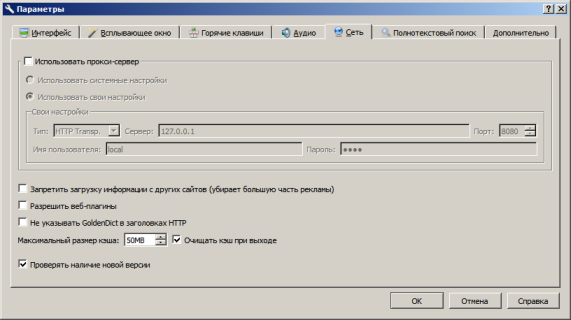 Параметры
Интерфейс Всплывающее окно Горячие клавиши Аудио Сеть Полнотекстовый поиск Дополнительно
Использовать прокси-сервер
Использовать системные настройки
Использовать свои настройки
Свои настройки
Тип: HTTP Transp. Сервер: 127.0.0.1 Порт: 8080
Имя пользователя: local Пароль: ●●●●
Запретить загрузку информации с других сайтов (убирает большую часть рекламы)
Разрешить веб-плагины
Не указывать GoldenDict в заголовках HTTP
Максимальный размер кэша: 50MB Очищать кэш при выходе
Проверять наличие новой версии
ОК Отмена Справка